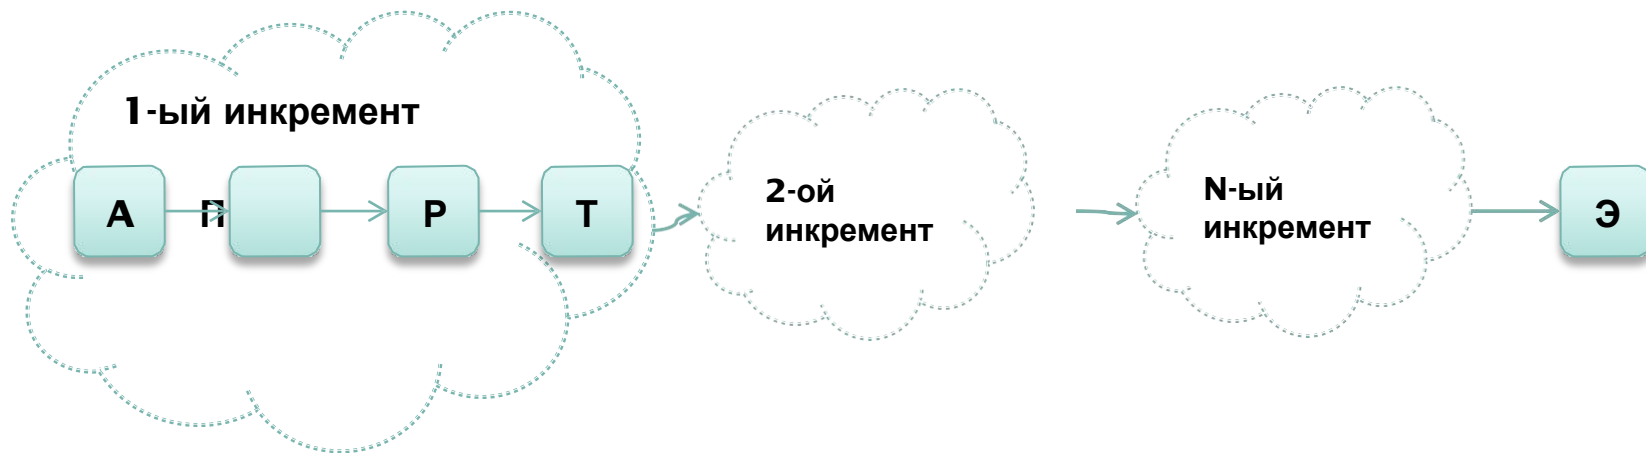 1-ый инкремент
А П Р Т
2-ой
инкремент
N-ый
инкремент
Э